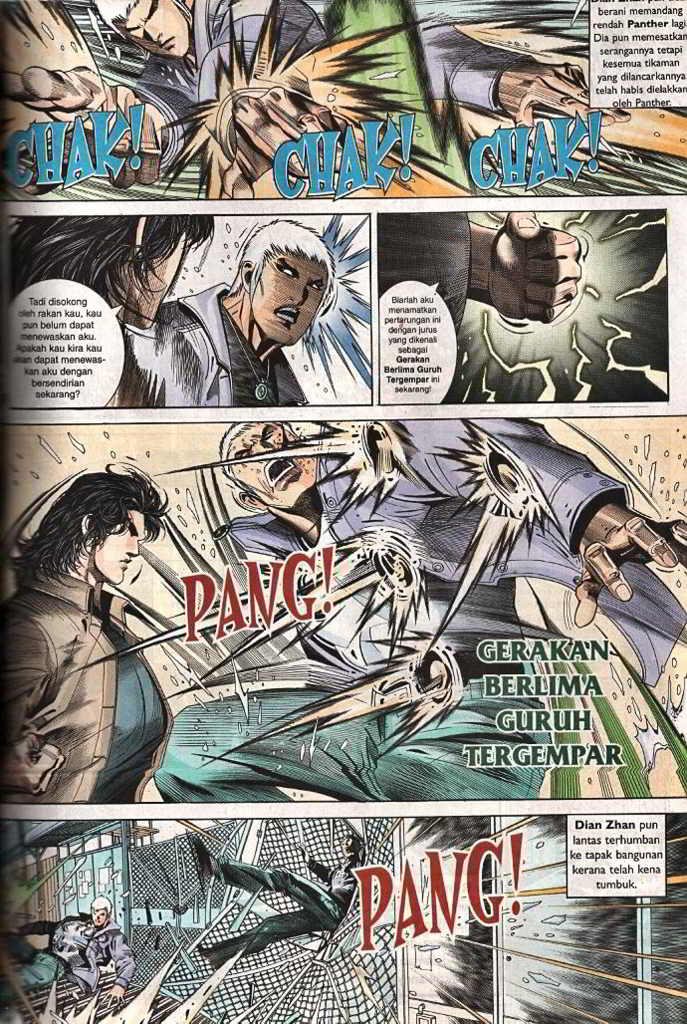 Dian Zhan pun
berani memandang
rendah Panther lagi
Dia pun memesatkan
serangannya tetapi
kesemua tikaman
yang dilancarkannya
telah habis dielakkan
oleh Panther.
CHAK!
CHAK!
CHAK!
Tadi disokong
oleh rakan kau, kau
pun belum dapat
menewaskan aku.
Apakah kau kira kau
akan dapat menewas-
kan aku dengan
bersendirian
sekarang?
Biarlah aku
menamatkan
pertarungan ini
dengan jurus
yang dikenali
sebagai
Gerakan
Berlima Guruh
Tergempar ini
sekarang!
PANG!
GERAKAN
BERLIMA
GURUH
TERGEMPAR
Dian Zhan pun
lantas terhumban
ke tapak bangunan
kerana telah kena
tumbuk.
PANG!